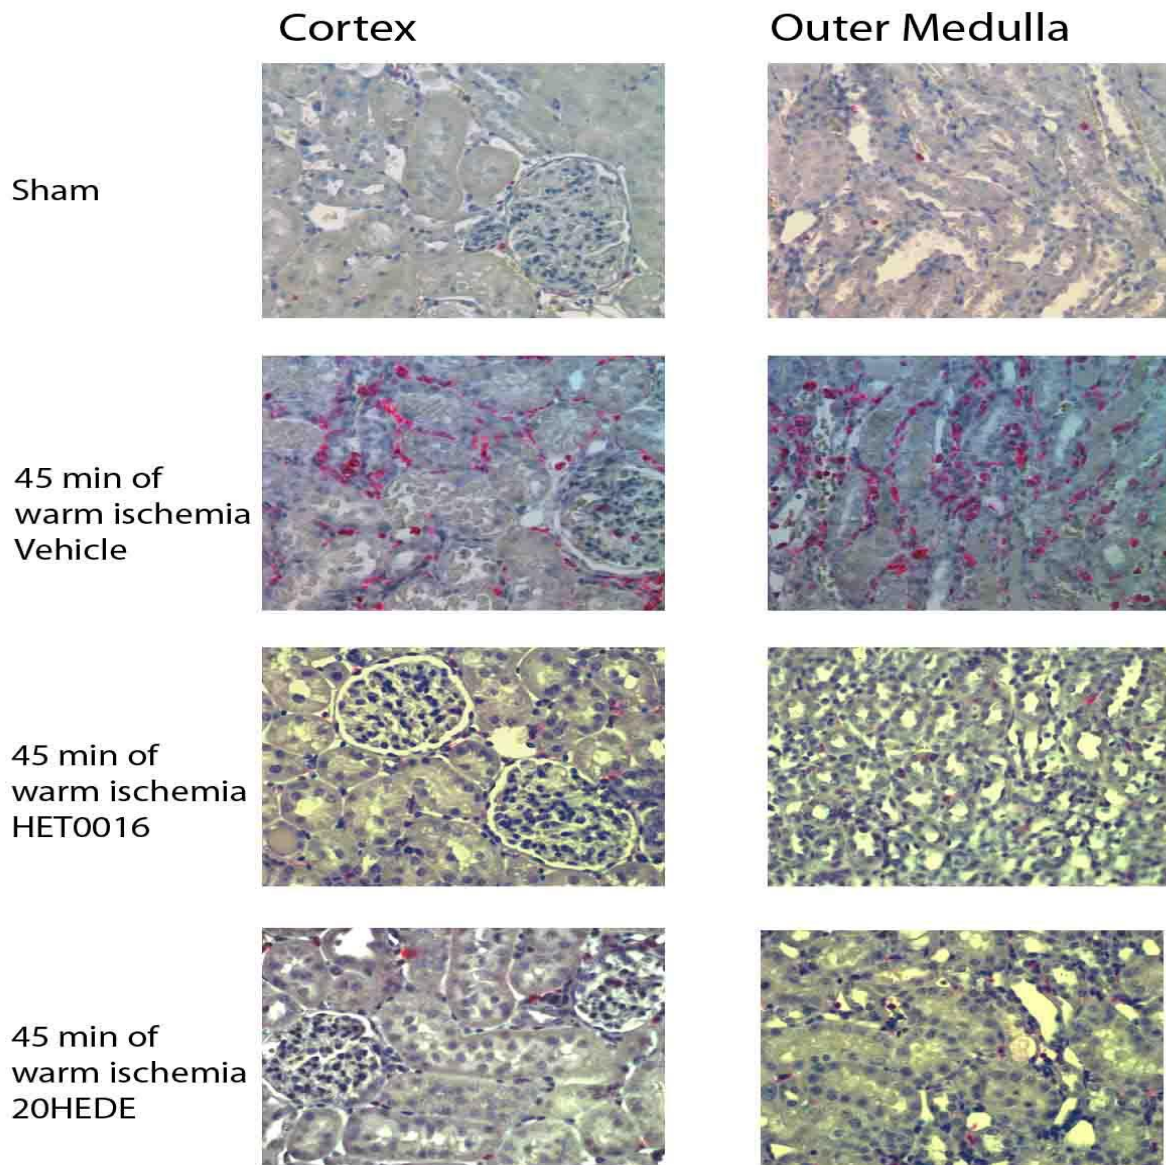 Cortex
Outer Medulla
Sham
45 min of
warm ischemia
Vehicle
45 min of
warm ischemia
HET0016
45 min of
warm ischemia
20HEDE